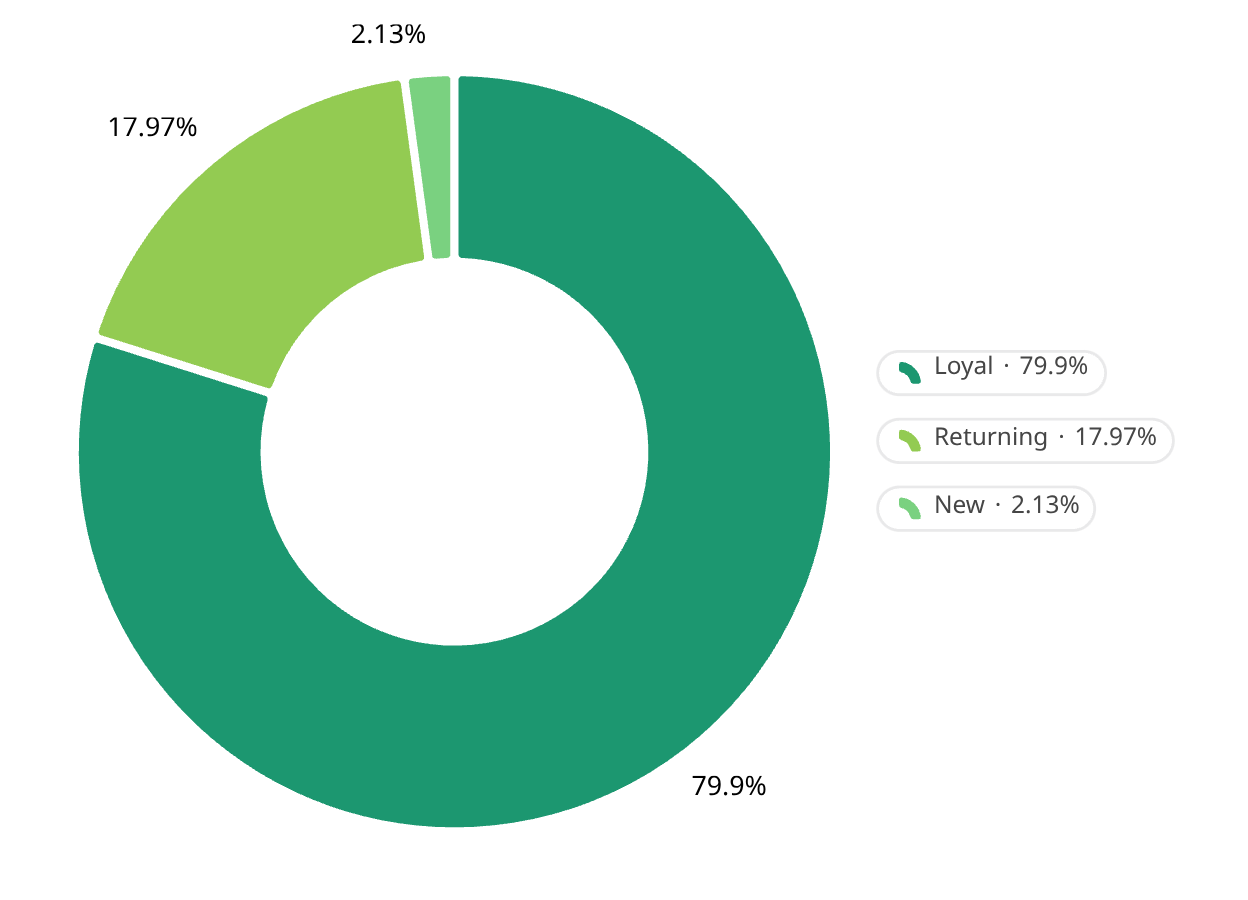 2.13%
17.97%
Loyal · 79.9%
Returning · 17.97%
New · 2.13%
79.9%